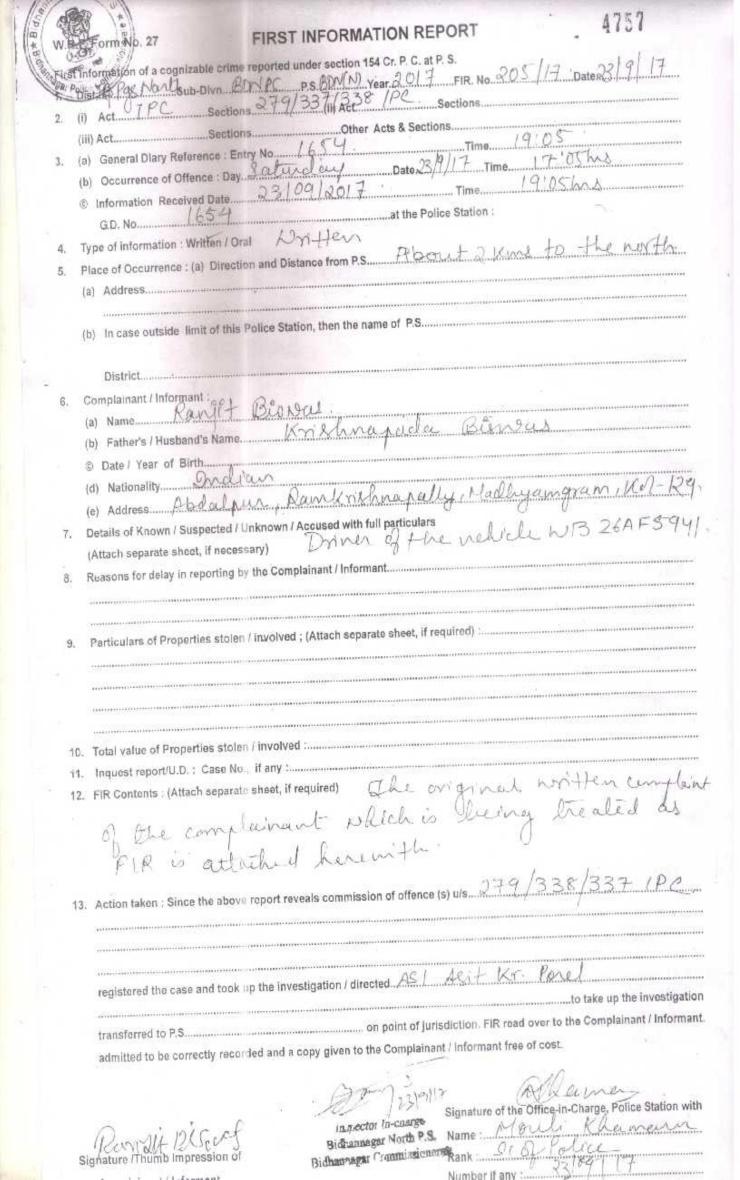 4757
W.B. Form No. 27
FIRST INFORMATION REPORT
First Information of a cognizable crime reported under section 154 Cr. P. C. at P. S.
1. District Pgs North Sub-Divn. BDN PC P.S. BDN(N) Year 2017 FIR. No. 205/17 Date 23/9/17
2. (i) Act IPC Sections 279/337/338 IPC (ii) Act Sections
(iii) Act Sections Other Acts & Sections
3. (a) General Diary Reference : Entry No. 1654 Time 19:05
(b) Occurrence of Offence : Day Saturday Date 23/9/17 Time 17:05 hrs
© Information Received Date 23/09/2017 Time 19:05 hrs
G.D. No. 1654 at the Police Station :
4. Type of information : Written / Oral Written
5. Place of Occurrence : (a) Direction and Distance from P.S. About 2 Kms to the north
(a) Address
(b) In case outside limit of this Police Station, then the name of P.S.
District
6. Complainant / Informant :
(a) Name Ranjit Biswas
(b) Father's / Husband's Name Krishnapada Biswas
© Date / Year of Birth
(d) Nationality Indian
(e) Address Abdalpur, Ramkrishnapally, Madhyamgram, Kol-129.
7. Details of Known / Suspected / Unknown / Accused with full particulars
(Attach separate sheet, if necessary) Driver of the vehicle WB 26AF5941.
8. Reasons for delay in reporting by the Complainant / Informant
9. Particulars of Properties stolen / involved ; (Attach separate sheet, if required) :
10. Total value of Properties stolen / involved :
11. Inquest report/U.D. : Case No., if any :
12. FIR Contents : (Attach separate sheet, if required) The original written complaint
of the complainant which is being treated as
FIR is attached herewith.
13. Action taken : Since the above report reveals commission of offence (s) u/s 279/338/337 IPC
registered the case and took up the investigation / directed ASI Asit Kr. Porel
to take up the investigation
transferred to P.S. on point of jurisdiction. FIR read over to the Complainant / Informant.
admitted to be correctly recorded and a copy given to the Complainant / Informant free of cost.
23/9/17
Signature of the Office-in-Charge, Police Station with
Inspector In-charge
Bidhannagar North P.S.
Bidhannagar Commissionerate
Name : Mouli Khamaru
Rank : SI of Police
Number if any : 23/09/17
Ranjit Biswas
Signature /Thumb Impression of